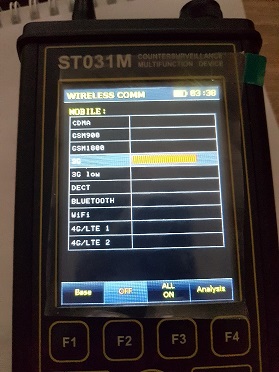 ST031M COUNTERSURVEILLANCE
MULTIFUNCTION DEVICE
WIRELESS COMM 03:38
MOBILE:
CDMA
GSM900
GSM1800
3G
3G low
DECT
BLUETOOTH
WiFi
4G/LTE 1
4G/LTE 2
Base OFF ALL ON Analysis
F1 F2 F3 F4